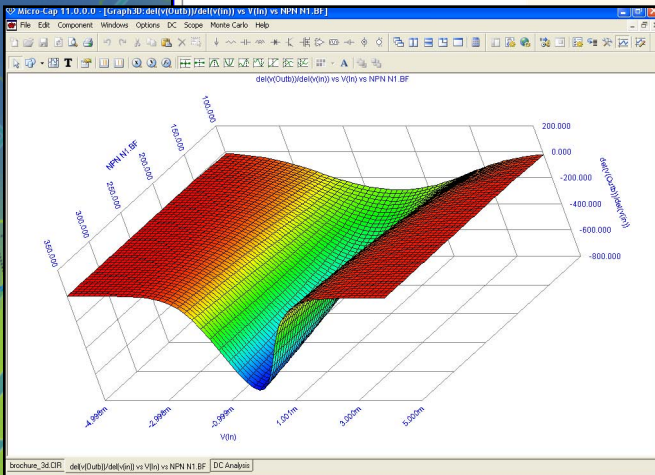 Micro-Cap 11.0.0.0 - [Graph3D:del(v(Outb))/del(v(in)) vs V(In) vs NPN N1.BF]
File Edit Component Windows Options DC Scope Monte Carlo Help
T
A
del(v(Outb))/del(v(in)) vs V(In) vs NPN N1.BF
100.000
150.000
200.000
250.000
300.000
350.000
NPN N1.BF
200.000
0.000
-200.000
-400.000
-600.000
-800.000
del(v(Outb))/del(v(in))
-4.998m
-2.998m
-0.999m
1.001m
3.000m
5.000m
V(In)
brochure_3d.CIR del(v(Outb))/del(v(in)) vs V(In) vs NPN N1.BF DC Analysis